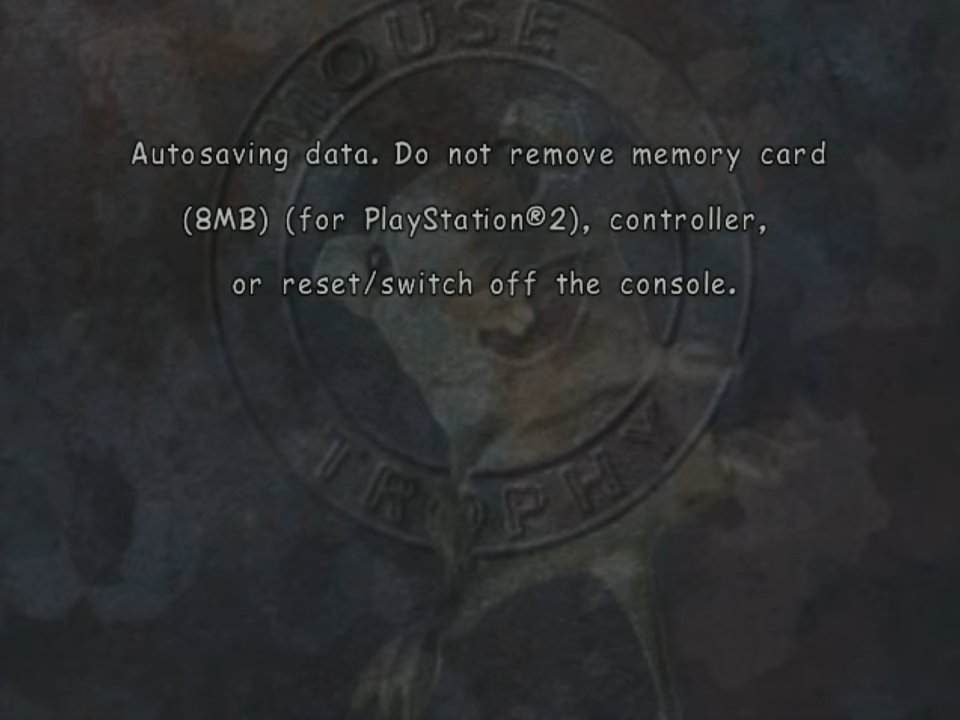 MOUSE
Autosaving data. Do not remove memory card
(8MB) (for PlayStation®2), controller,
or reset/switch off the console.
TROPHY